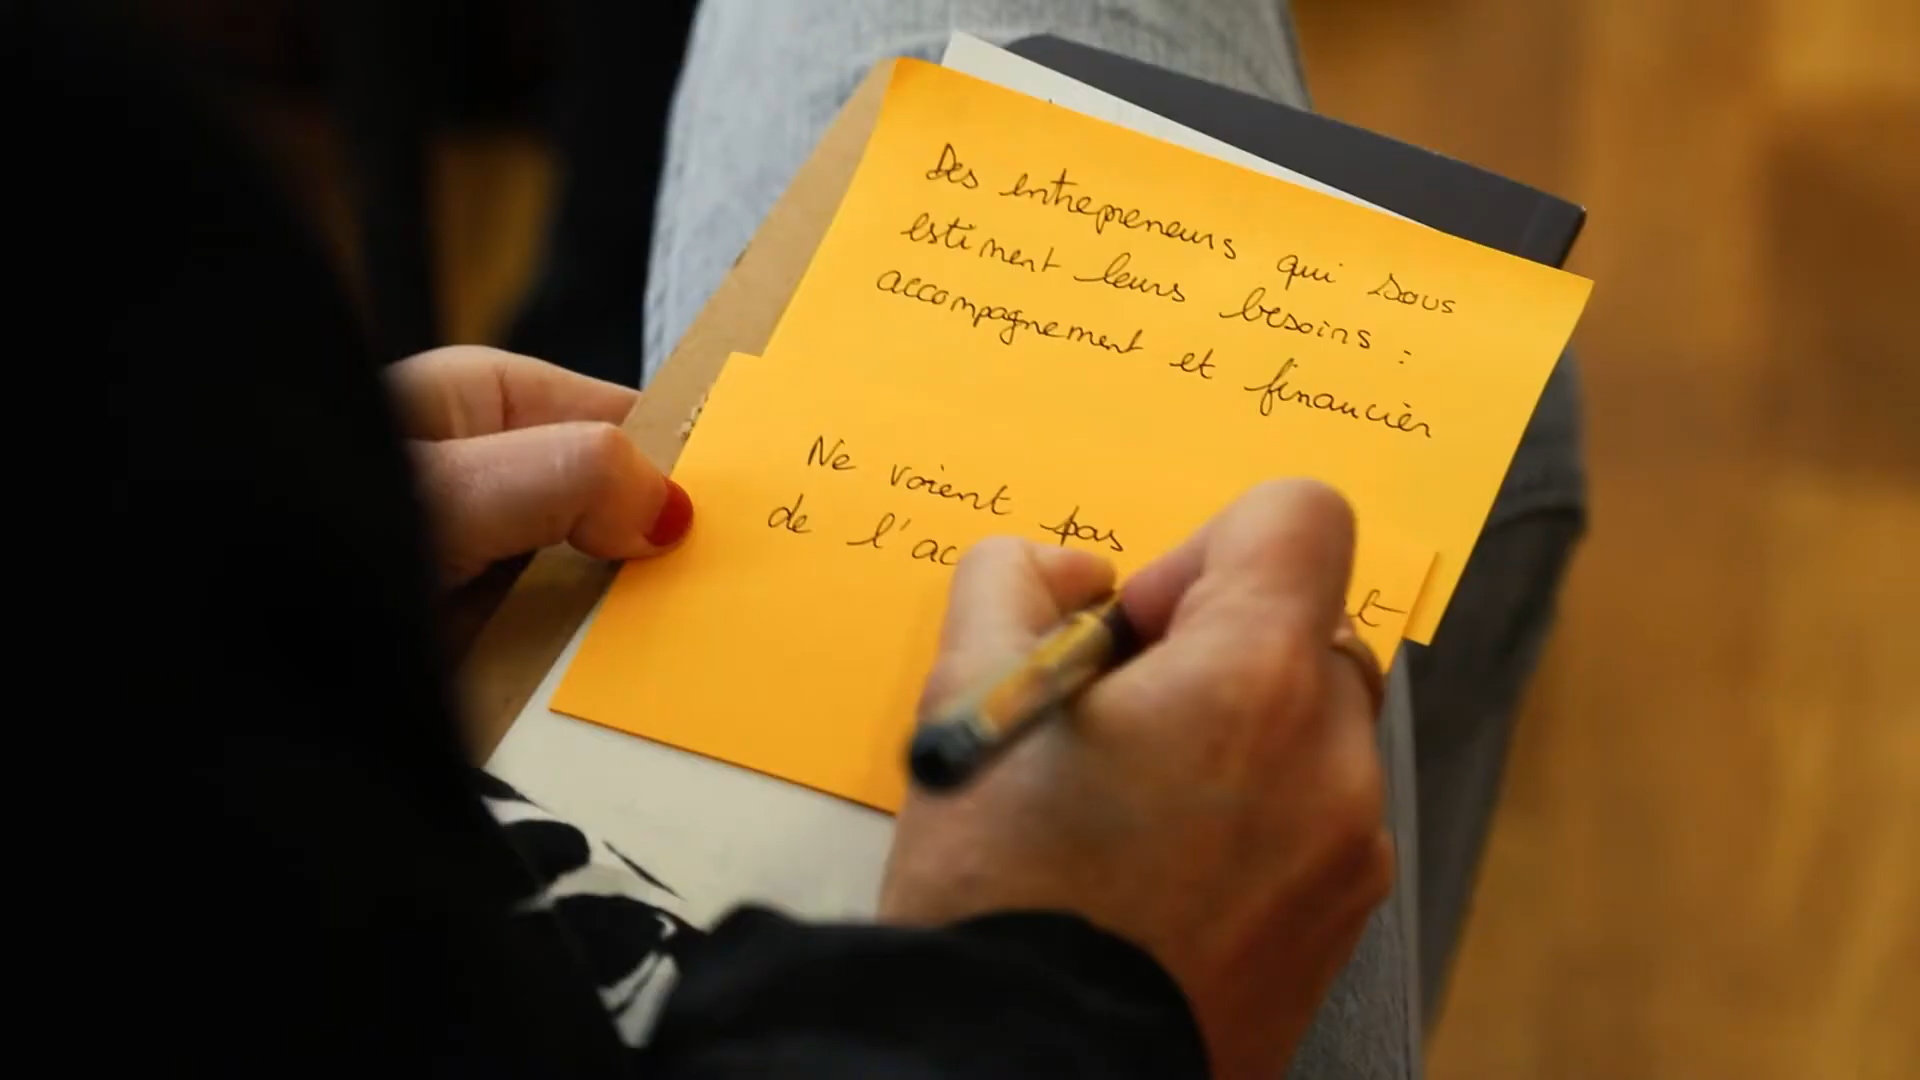 Des entrepreneurs qui sous
estiment leurs besoins :
accompagnement et financier
Ne voient pas
de l'ac